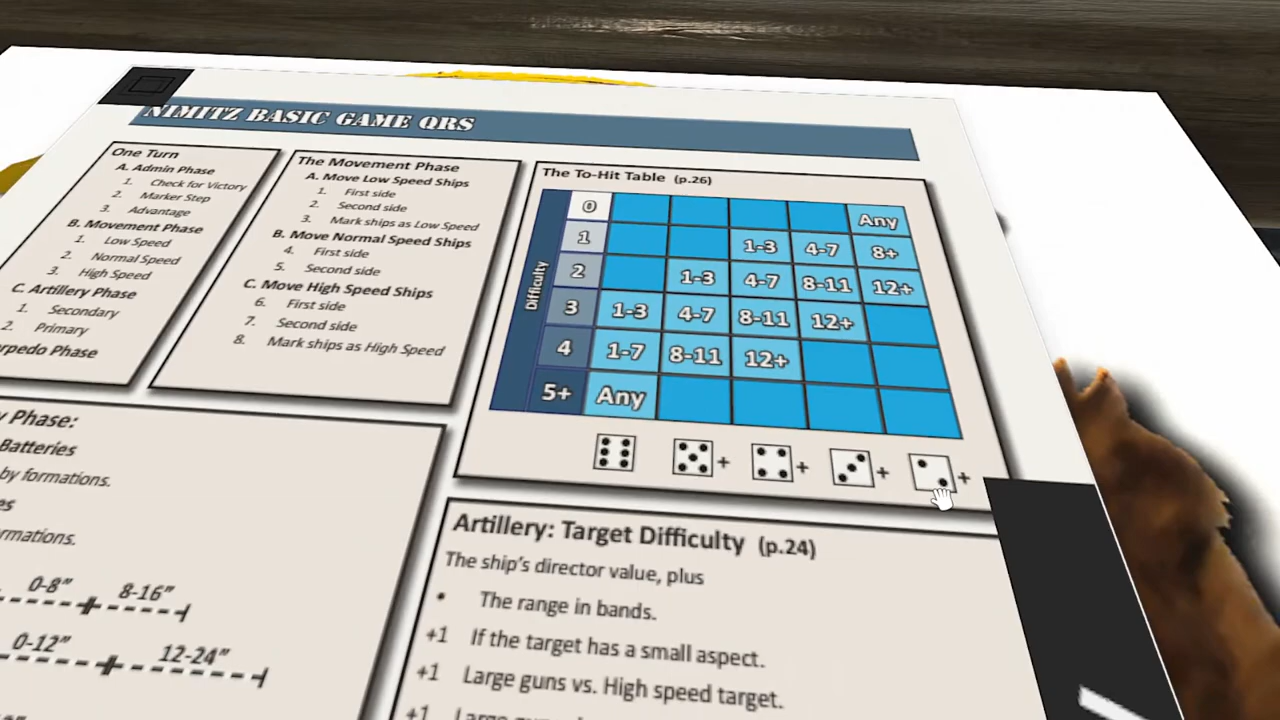 NIMITZ BASIC GAME QRS
One Turn
A. Admin Phase
1. Check for Victory
2. Marker Step
3. Advantage
B. Movement Phase
1. Low Speed
2. Normal Speed
3. High Speed
C. Artillery Phase
1. Secondary
2. Primary
Phase
The Movement Phase
A. Move Low Speed Ships
1. First side
2. Second side
3. Mark ships as Low Speed
B. Move Normal Speed Ships
4. First side
5. Second side
C. Move High Speed Ships
6. First side
7. Second side
8. Mark ships as High Speed
The To-Hit Table (p.26)
Difficulty
0 Any
1 1-3 4-7 8+
2 1-3 4-7 8-11 12+
3 1-3 4-7 8-11 12+
4 1-7 8-11 12+
5+ Any
+ + + +
Phase:
Batteries
by formations.
0-8” 8-16”
0-12” 12-24”
Artillery: Target Difficulty (p.24)
The ship’s director value, plus
• The range in bands.
+1 If the target has a small aspect.
+1 Large guns vs. High speed target.
+1 Large